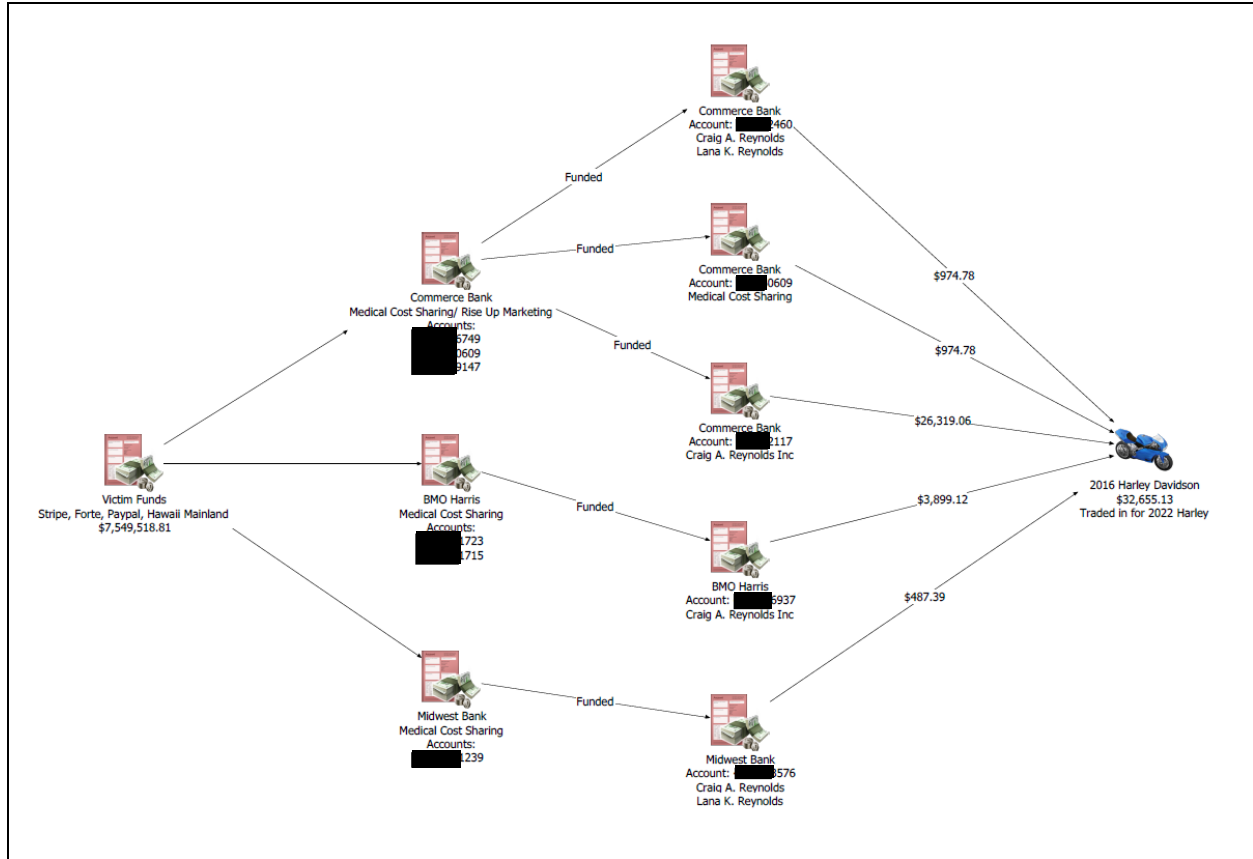 Commerce Bank
Account: 2460
Craig A. Reynolds
Lana K. Reynolds
Funded
Commerce Bank
Account: 0609
Medical Cost Sharing
Funded
$974.78
Commerce Bank
Medical Cost Sharing/ Rise Up Marketing
Accounts:
6749
0609
9147
Funded
$974.78
Commerce Bank
Account: 2117
Craig A. Reynolds Inc
$26,319.06
Victim Funds
Stripe, Forte, Paypal, Hawaii Mainland
$7,549,518.81
BMO Harris
Medical Cost Sharing
Accounts:
1723
1715
Funded
BMO Harris
Account: 6937
Craig A. Reynolds Inc
$3,899.12
2016 Harley Davidson
$32,655.13
Traded in for 2022 Harley
$487.39
Midwest Bank
Medical Cost Sharing
Accounts:
1239
Funded
Midwest Bank
Account: 3576
Craig A. Reynolds
Lana K. Reynolds